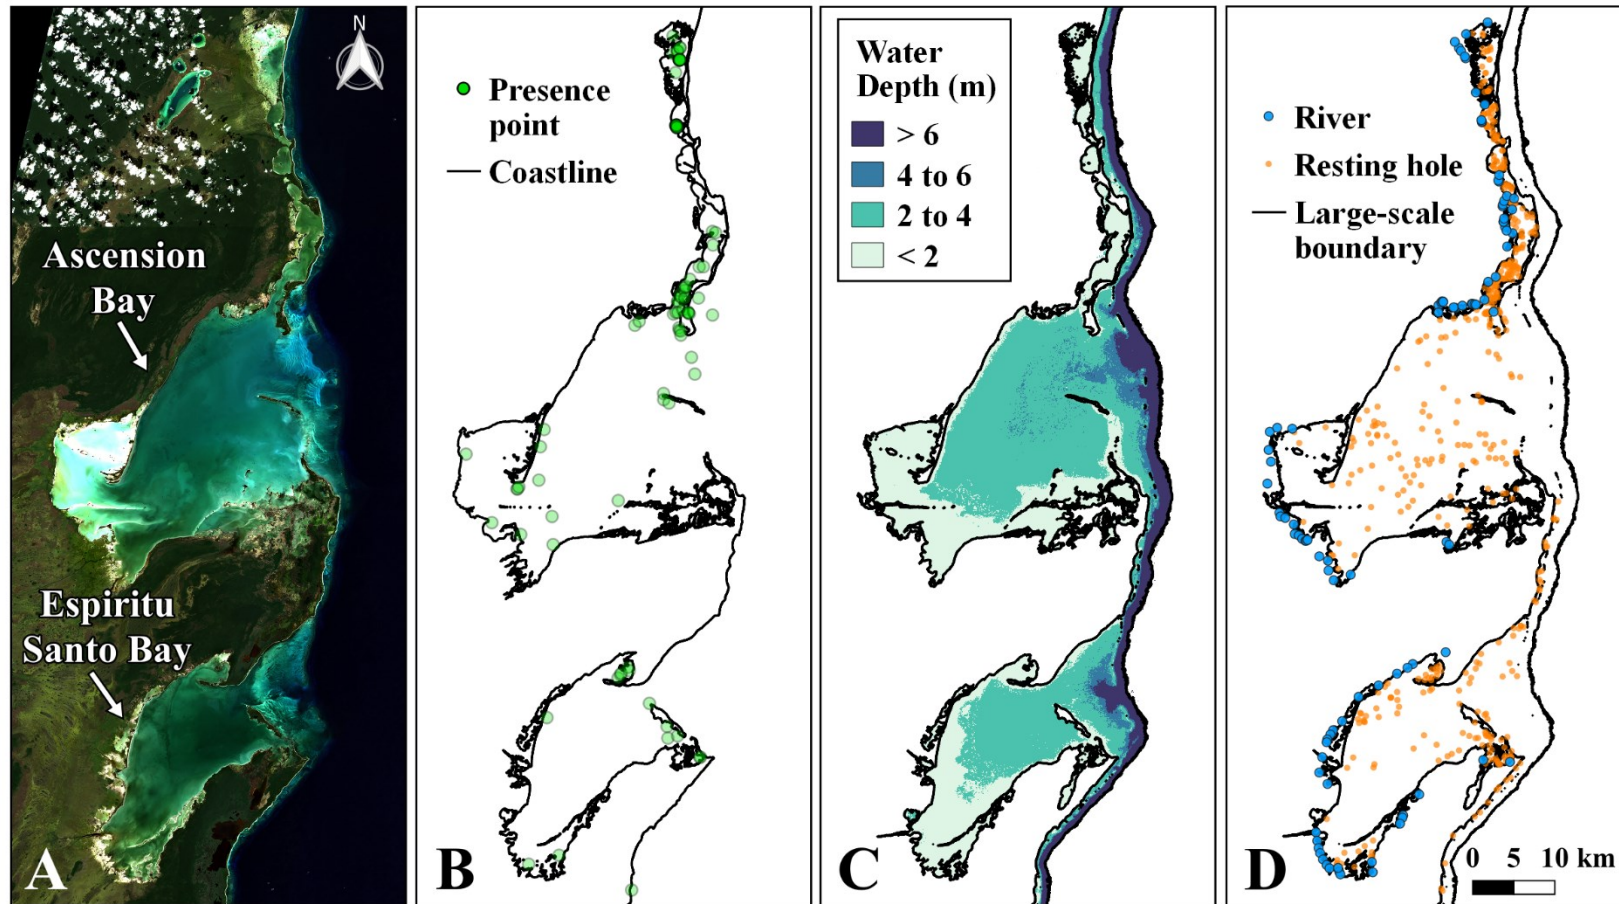 N
Ascension
Bay
Espiritu
Santo Bay
A
Presence
point
Coastline
B
Water
Depth (m)
> 6
4 to 6
2 to 4
< 2
C
River
Resting hole
Large-scale
boundary
0 5 10 km
D